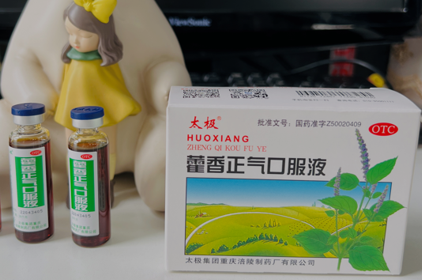 ViewSonic
太极
HUOXIANG
ZHENG QI KOU FU YE
批准文号：国药准字Z50020409
OTC
藿香正气口服液
太极集团重庆涪陵制药厂有限公司
藿香正气口服液
藿香正气口服液